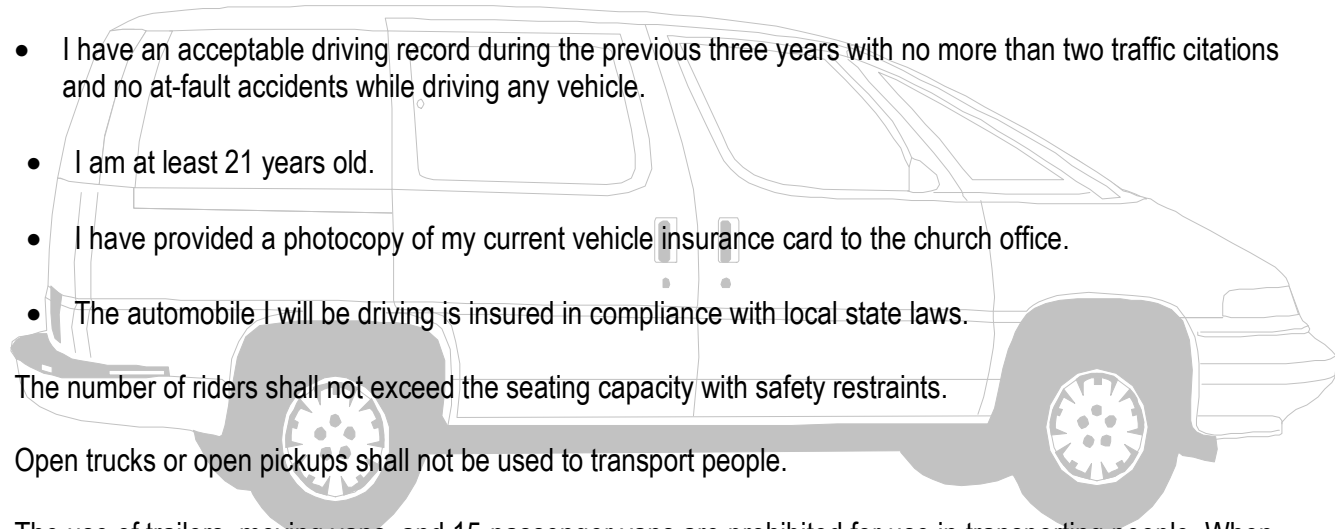 • I have an acceptable driving record during the previous three years with no more than two traffic citations
and no at-fault accidents while driving any vehicle.
• I am at least 21 years old.
• I have provided a photocopy of my current vehicle insurance card to the church office.
• The automobile I will be driving is insured in compliance with local state laws.
The number of riders shall not exceed the seating capacity with safety restraints.
Open trucks or open pickups shall not be used to transport people.
The use of trailers, moving vans, and 15 passenger vans are prohibited for use in transporting people. When